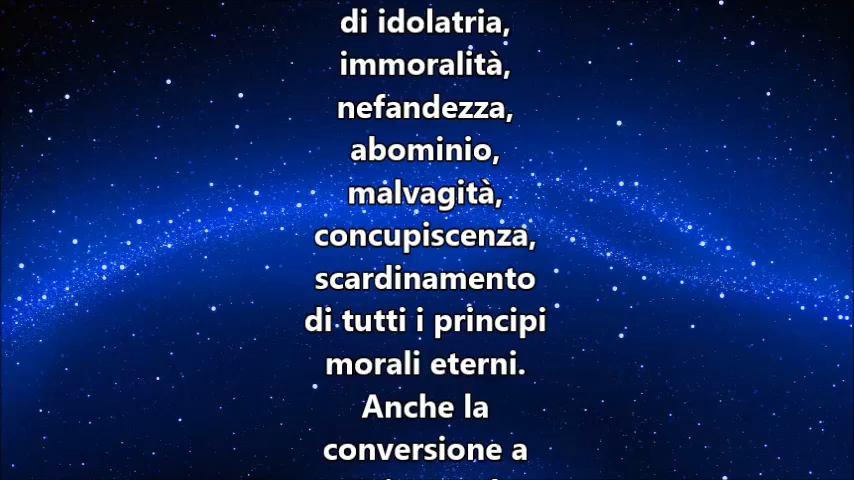 di idolatria,
immoralità,
nefandezza,
abominio,
malvagità,
concupiscenza,
scardinamento
di tutti i principi
morali eterni.
Anche la
conversione a